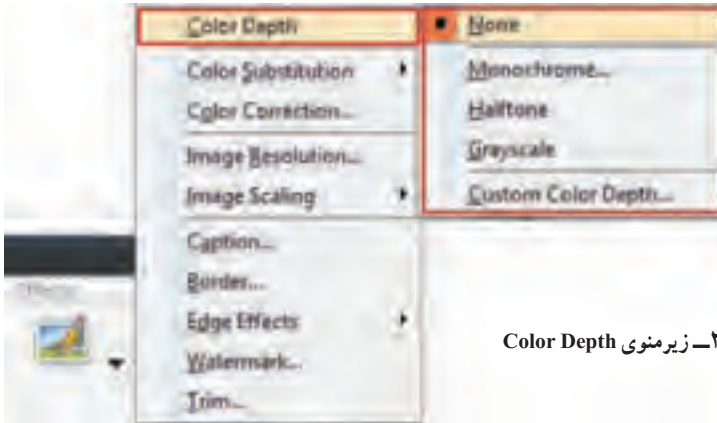 Color Depth
Color Substitution
Color Correction...
Image Resolution...
Image Scaling
Caption...
Border...
Edge Effects
Watermark...
Trim...
None
Monochrome...
Halftone
Grayscale
Custom Color Depth...
۲ــ زیرمنوی Color Depth